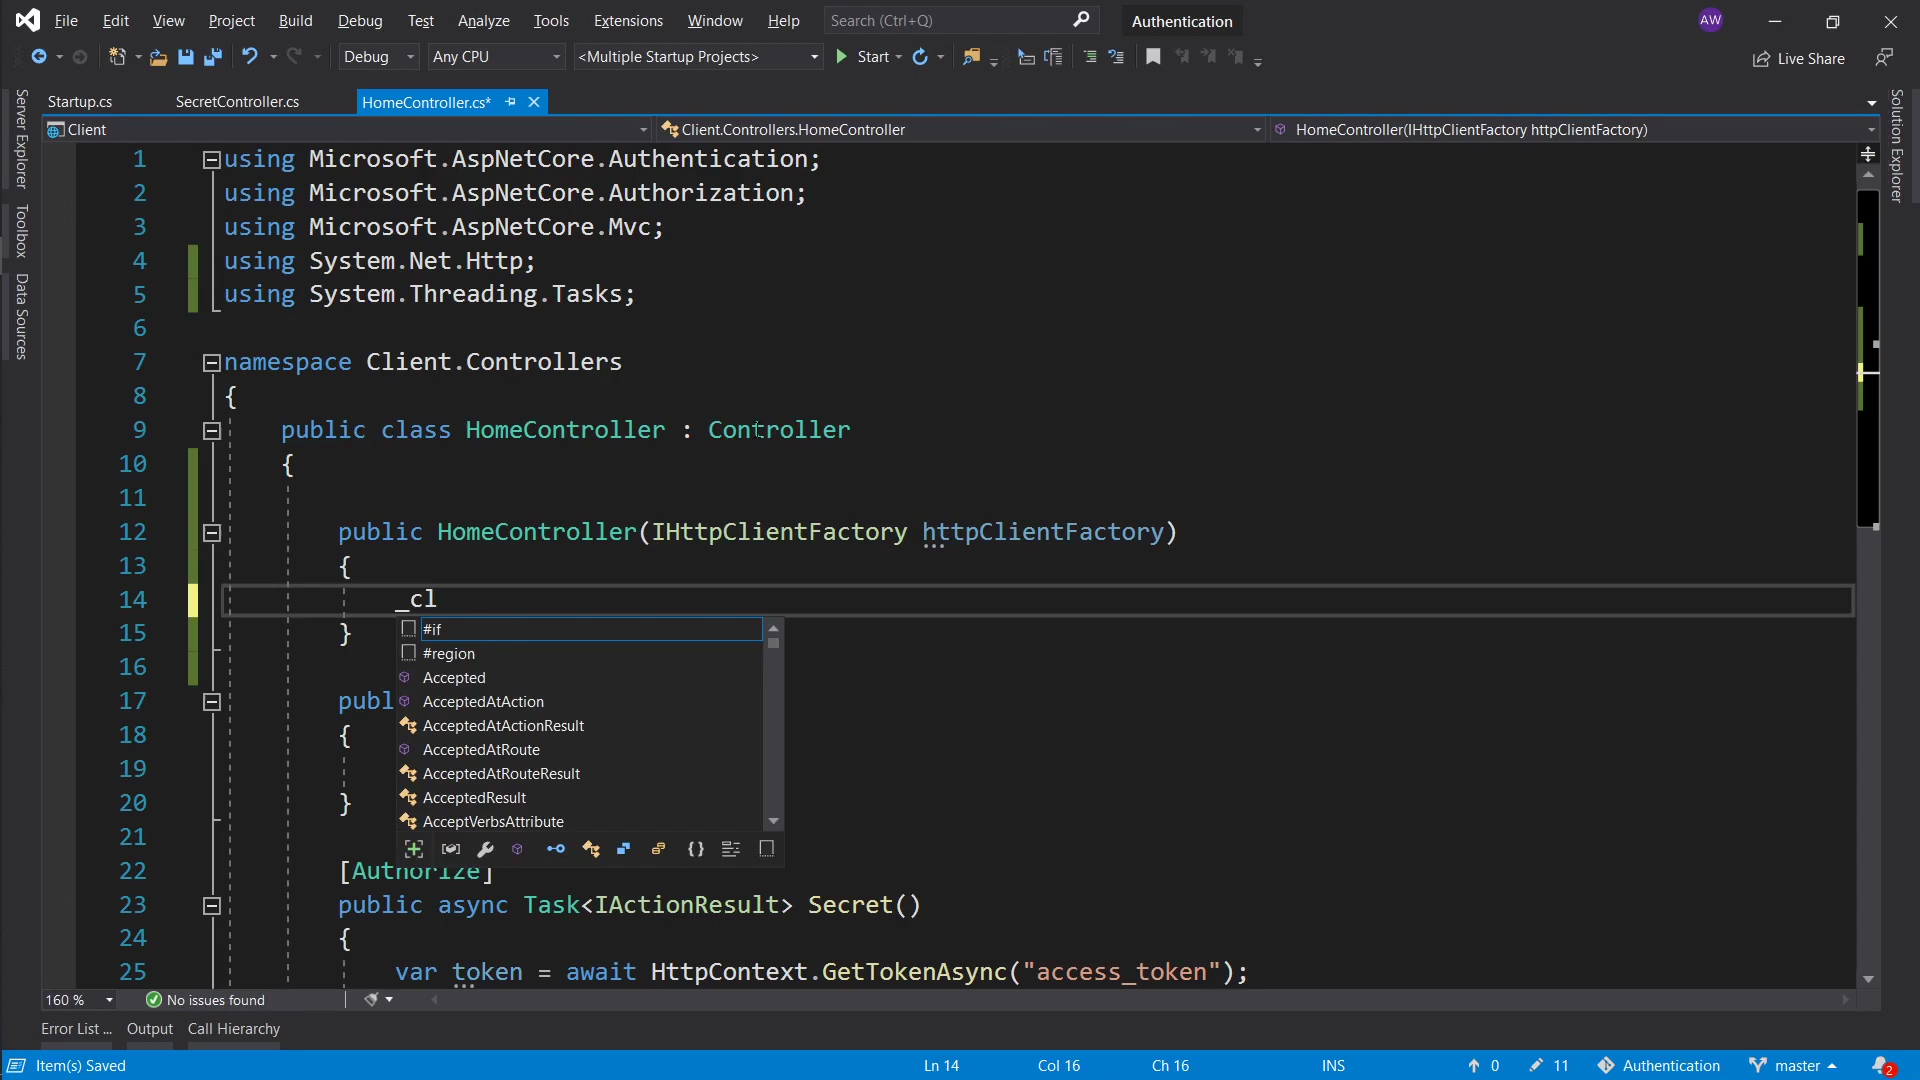 File Edit View Project Build Debug Test Analyze Tools Extensions Window Help Search (Ctrl+Q) Authentication AW
Debug Any CPU <Multiple Startup Projects> Start Live Share
Server Explorer
Toolbox
Data Sources
Solution Explorer
Startup.cs SecretController.cs HomeController.cs*
Client Client.Controllers.HomeController HomeController(IHttpClientFactory httpClientFactory)
1 using Microsoft.AspNetCore.Authentication;
2 using Microsoft.AspNetCore.Authorization;
3 using Microsoft.AspNetCore.Mvc;
4 using System.Net.Http;
5 using System.Threading.Tasks;
6
7 namespace Client.Controllers
8 {
9 public class HomeController : Controller
10 {
11
12 public HomeController(IHttpClientFactory httpClientFactory)
13 {
14 _cl
15 }
16
17 publ
18 {
19
20 }
21
22 [Authorize]
23 public async Task<IActionResult> Secret()
24 {
25 var token = await HttpContext.GetTokenAsync("access_token");
#if
#region
Accepted
AcceptedAtAction
AcceptedAtActionResult
AcceptedAtRoute
AcceptedAtRouteResult
AcceptedResult
AcceptVerbsAttribute
160 % No issues found
Error List ... Output Call Hierarchy
Item(s) Saved Ln 14 Col 16 Ch 16 INS 0 11 Authentication master 2